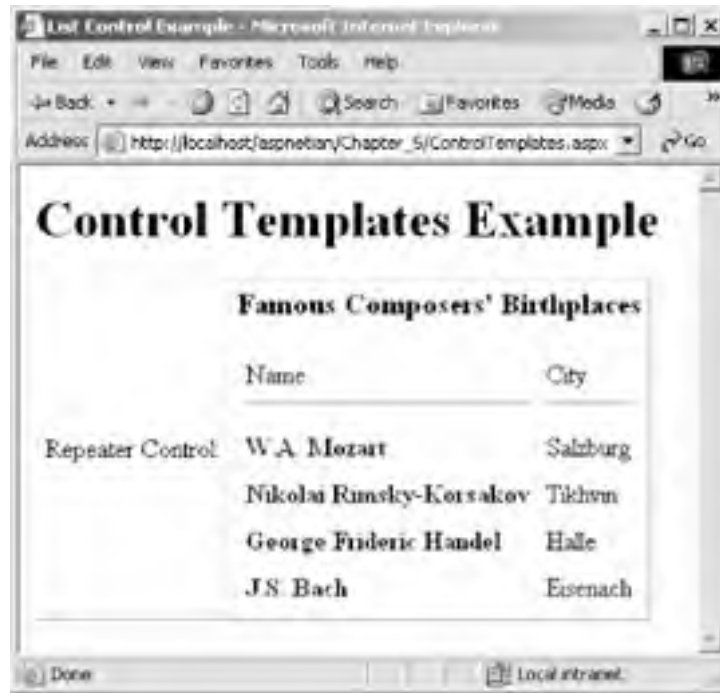 List Control Example - Microsoft Internet Explorer
File Edit View Favorites Tools Help
Back Search Favorites Media
Address http://localhost/aspnetian/Chapter_5/ControlTemplates.aspx Go
Control Templates Example
Famous Composers' Birthplaces
Name City
Repeater Control: W.A. Mozart Salzburg
Nikolai Rimsky-Korsakov Tikhvin
George Frideric Handel Halle
J.S. Bach Eisenach
Done Local intranet